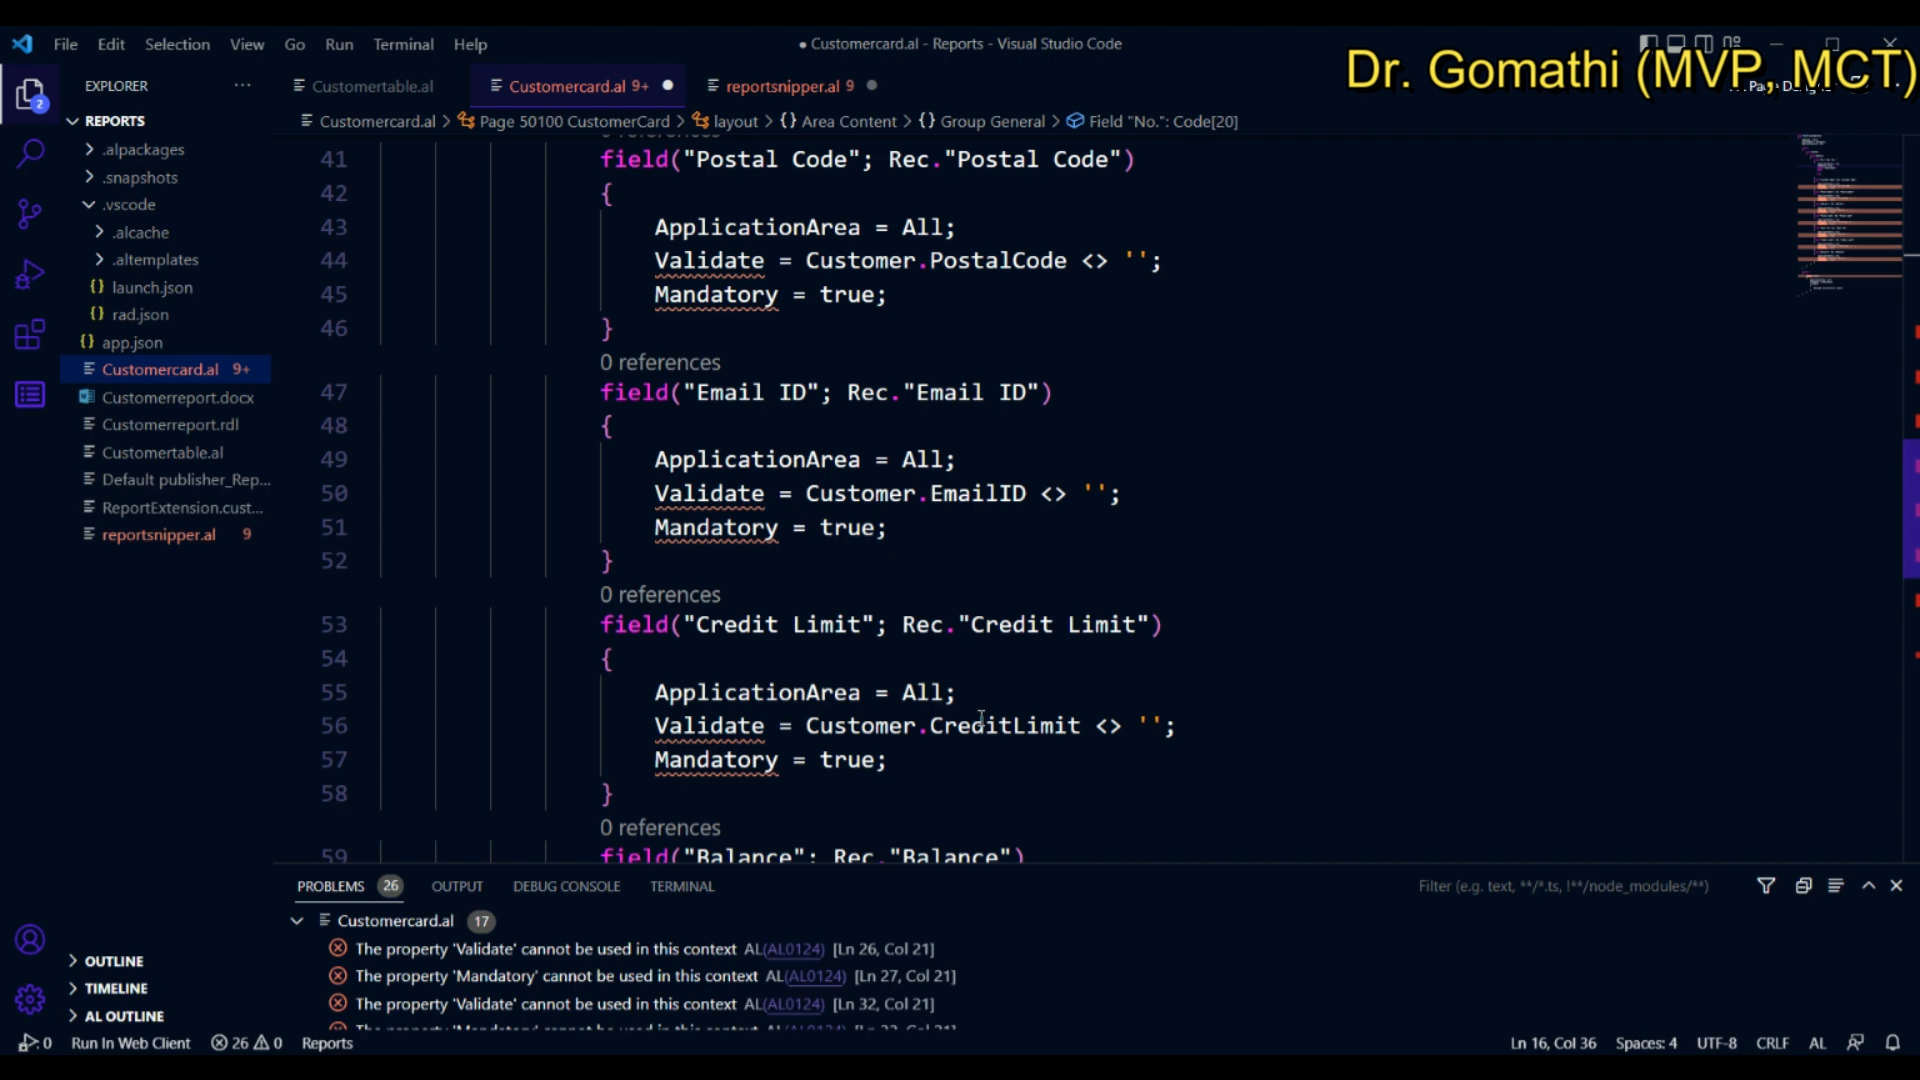 File Edit Selection View Go Run Terminal Help
● Customercard.al - Reports - Visual Studio Code
Dr. Gomathi (MVP, MCT)
EXPLORER
Customertable.al
Customercard.al 9+
reportsnipper.al 9
Customercard.al > Page 50100 CustomerCard > layout > {} Area Content > {} Group General > Field "No.": Code[20]
REPORTS
.alpackages
.snapshots
.vscode
.alcache
.altemplates
{} launch.json
{} rad.json
{} app.json
Customercard.al 9+
Customerreport.docx
Customerreport.rdl
Customertable.al
Default publisher_Rep...
ReportExtension.cust...
reportsnipper.al 9
OUTLINE
TIMELINE
AL OUTLINE
2
41 field("Postal Code"; Rec."Postal Code")
42 {
43 ApplicationArea = All;
44 Validate = Customer.PostalCode <> '';
45 Mandatory = true;
46 }
0 references
47 field("Email ID"; Rec."Email ID")
48 {
49 ApplicationArea = All;
50 Validate = Customer.EmailID <> '';
51 Mandatory = true;
52 }
0 references
53 field("Credit Limit"; Rec."Credit Limit")
54 {
55 ApplicationArea = All;
56 Validate = Customer.CreditLimit <> '';
57 Mandatory = true;
58 }
0 references
59 field("Balance"; Rec."Balance")
PROBLEMS 26 OUTPUT DEBUG CONSOLE TERMINAL
Filter (e.g. text, **/*.ts, !**/node_modules/**)
Customercard.al 17
The property 'Validate' cannot be used in this context AL(AL0124) [Ln 26, Col 21]
The property 'Mandatory' cannot be used in this context AL(AL0124) [Ln 27, Col 21]
The property 'Validate' cannot be used in this context AL(AL0124) [Ln 32, Col 21]
0 Run In Web Client 26 0 Reports
Ln 16, Col 36 Spaces: 4 UTF-8 CRLF AL